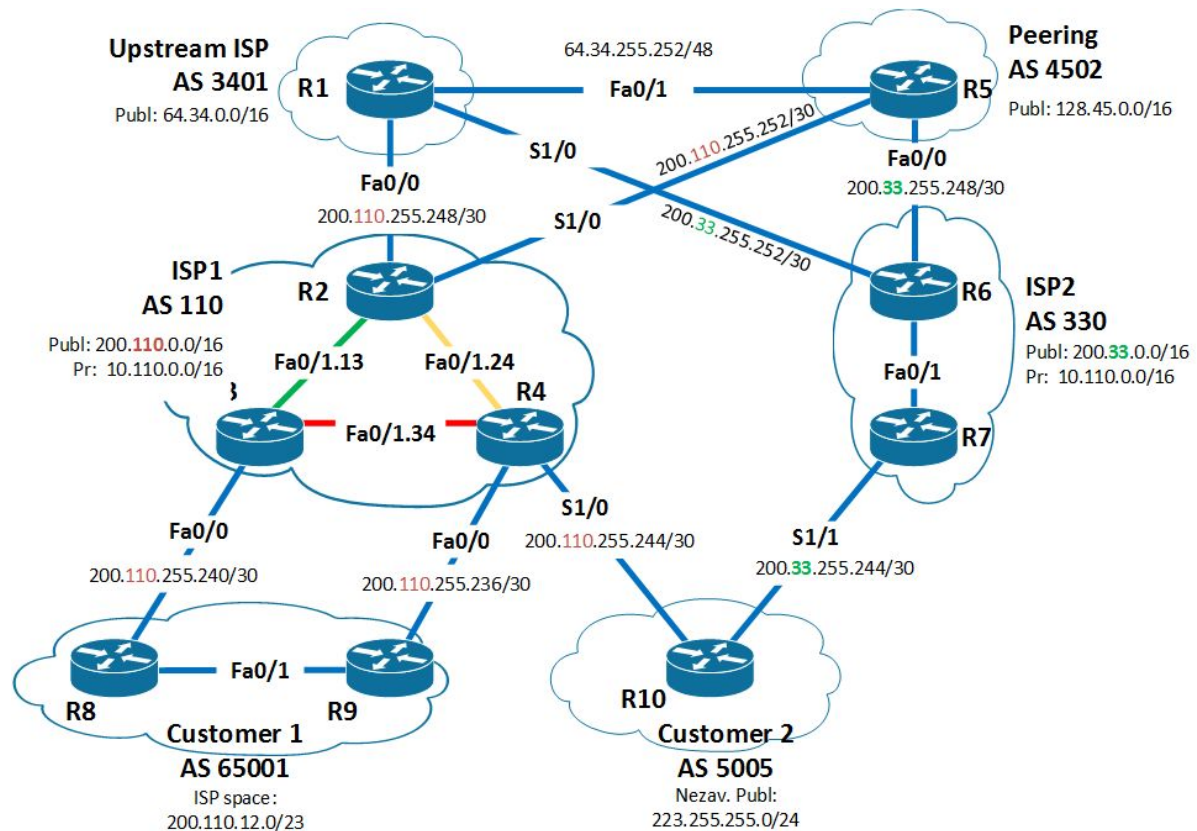 Upstream ISP
AS 3401
Publ: 64.34.0.0/16
R1
64.34.255.252/48
Fa0/1
Peering
AS 4502
Publ: 128.45.0.0/16
R5
S1/0
200.110.255.252/30
Fa0/0
200.110.255.248/30
Fa0/0
200.33.255.248/30
S1/0
200.33.255.252/30
ISP1
AS 110
Publ: 200.110.0.0/16
Pr: 10.110.0.0/16
R2
R6
ISP2
AS 330
Publ: 200.33.0.0/16
Pr: 10.110.0.0/16
Fa0/1.13
Fa0/1.24
Fa0/1
3
R4
Fa0/1.34
R7
Fa0/0
200.110.255.240/30
Fa0/0
200.110.255.236/30
S1/0
200.110.255.244/30
S1/1
200.33.255.244/30
Fa0/1
R8
R9
R10
Customer 1
AS 65001
ISP space:
200.110.12.0/23
Customer 2
AS 5005
Nezav. Publ:
223.255.255.0/24